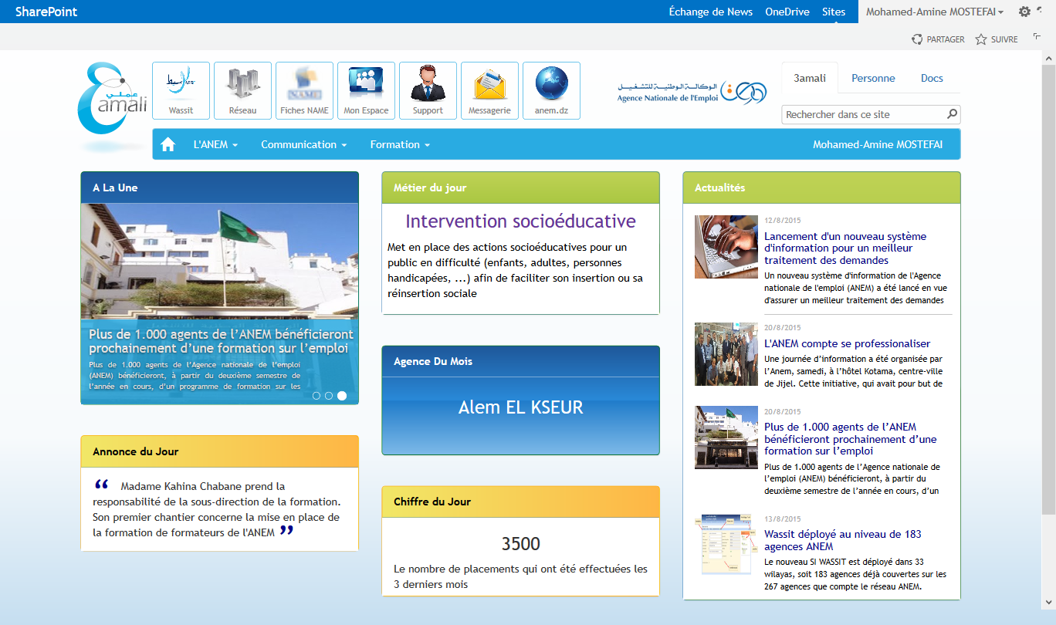 SharePoint
Échange de News OneDrive Sites Mohamed-Amine MOSTEFAI
PARTAGER SUIVRE
3amali
عملي
Wassit
Réseau
Fiches NAME
Mon Espace
Support
Messagerie
anem.dz
الوكالة الوطنية للتشغيل
Agence Nationale de l'Emploi
3amali Personne Docs
Rechercher dans ce site
L'ANEM Communication Formation Mohamed-Amine MOSTEFAI
A La Une
Plus de 1.000 agents de l'ANEM bénéficieront
prochainement d'une formation sur l'emploi
Plus de 1.000 agents de l'Agence nationale de l'emploi
(ANEM) bénéficieront, à partir du deuxième semestre de
l'année en cours, d'un programme de formation sur les
Annonce du Jour
“ Madame Kahina Chabane prend la
responsabilité de la sous-direction de la formation.
Son premier chantier concerne la mise en place de
la formation de formateurs de l'ANEM ”
Métier du jour
Intervention socioéducative
Met en place des actions socioéducatives pour un
public en difficulté (enfants, adultes, personnes
handicapées, ...) afin de faciliter son insertion ou sa
réinsertion sociale
Agence Du Mois
Alem EL KSEUR
Chiffre du Jour
3500
Le nombre de placements qui ont été effectuées les
3 derniers mois
Actualités
12/8/2015
Lancement d'un nouveau système
d'information pour un meilleur
traitement des demandes
Un nouveau système d'information de l'Agence
nationale de l'emploi (ANEM) a été lancé en vue
d'assurer un meilleur traitement des demandes
20/8/2015
L'ANEM compte se professionaliser
Une journée d'information a été organisée par
l'Anem, samedi, à l'hôtel Kotama, centre-ville
de Jijel. Cette initiative, qui avait pour but de
20/8/2015
Plus de 1.000 agents de l'ANEM
bénéficieront prochainement d'une
formation sur l'emploi
Plus de 1.000 agents de l'Agence nationale de
l'emploi (ANEM) bénéficieront, à partir du
deuxième semestre de l'année en cours, d'un
13/8/2015
Wassit déployé au niveau de 183
agences ANEM
Le nouveau SI WASSIT est déployé dans 33
wilayas, soit 183 agences déjà couvertes sur les
267 agences que compte le réseau ANEM.